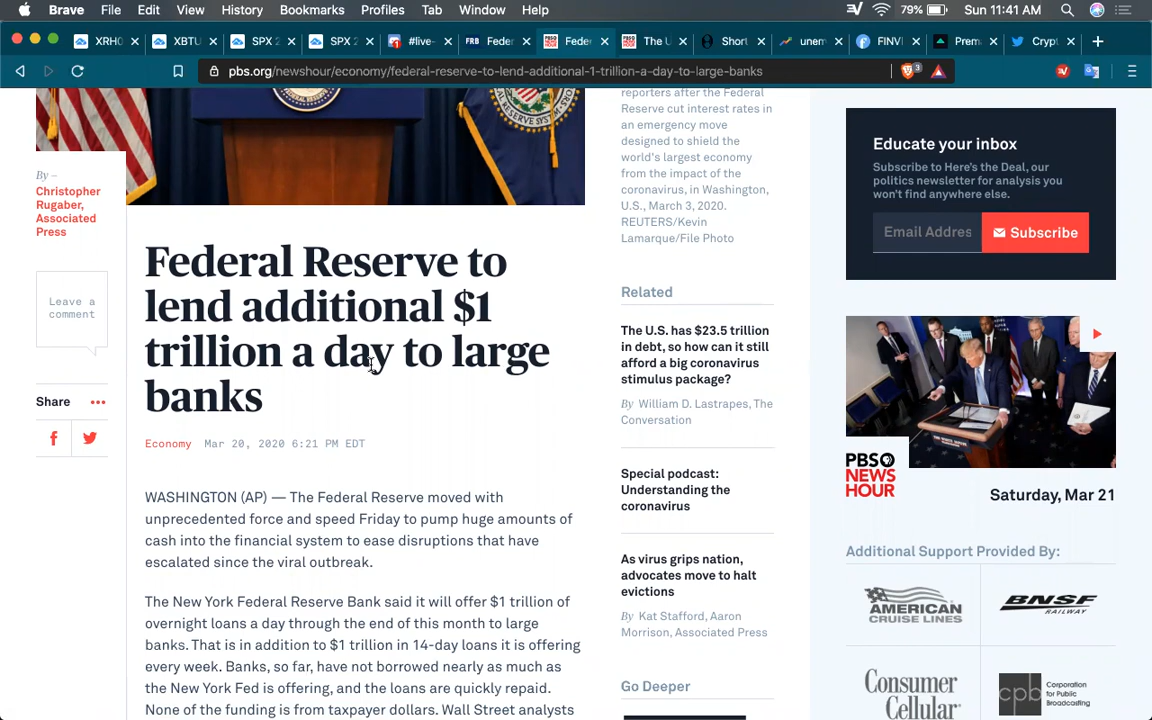 Brave File Edit View History Bookmarks Profiles Tab Window Help 79% Sun 11:41 AM
XRH0 XBTU SPX 2 SPX 2 #live- Feder Feder The U Short unem FINVI Prem Crypt
pbs.org/newshour/economy/federal-reserve-to-lend-additional-1-trillion-a-day-to-large-banks
3
By —
Christopher
Rugaber,
Associated
Press
Leave a
comment
Share
Federal Reserve to
lend additional $1
trillion a day to large
banks
Economy Mar 20, 2020 6:21 PM EDT
WASHINGTON (AP) — The Federal Reserve moved with
unprecedented force and speed Friday to pump huge amounts of
cash into the financial system to ease disruptions that have
escalated since the viral outbreak.
The New York Federal Reserve Bank said it will offer $1 trillion of
overnight loans a day through the end of this month to large
banks. That is in addition to $1 trillion in 14-day loans it is offering
every week. Banks, so far, have not borrowed nearly as much as
the New York Fed is offering, and the loans are quickly repaid.
None of the funding is from taxpayer dollars. Wall Street analysts
reporters after the Federal
Reserve cut interest rates in
an emergency move
designed to shield the
world's largest economy
from the impact of the
coronavirus, in Washington,
U.S., March 3, 2020.
REUTERS/Kevin
Lamarque/File Photo
Related
The U.S. has $23.5 trillion
in debt, so how can it still
afford a big coronavirus
stimulus package?
By William D. Lastrapes, The
Conversation
Special podcast:
Understanding the
coronavirus
As virus grips nation,
advocates move to halt
evictions
By Kat Stafford, Aaron
Morrison, Associated Press
Go Deeper
Educate your inbox
Subscribe to Here's the Deal, our
politics newsletter for analysis you
won't find anywhere else.
Email Addres
Subscribe
PBS
NEWS
HOUR
Saturday, Mar 21
Additional Support Provided By:
AMERICAN
CRUISE LINES
BNSF
RAILWAY
Consumer
Cellular
cpb
Corporation
for Public
Broadcasting